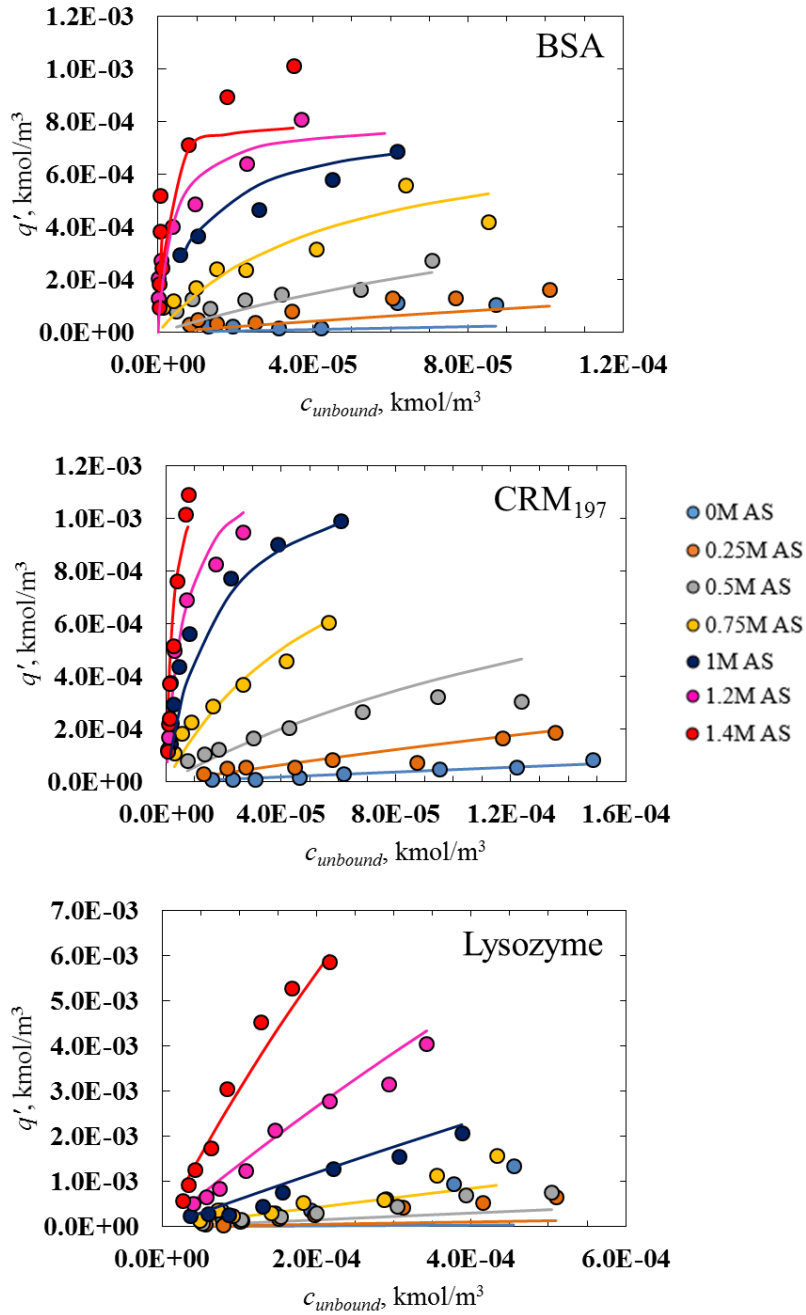 BSA
1.2E-03
1.0E-03
8.0E-04
6.0E-04
4.0E-04
2.0E-04
0.0E+00
q′, kmol/m³
0.0E+00 4.0E-05 8.0E-05 1.2E-04
c_unbound, kmol/m³
CRM₁₉₇
1.2E-03
1.0E-03
8.0E-04
6.0E-04
4.0E-04
2.0E-04
0.0E+00
q′, kmol/m³
0.0E+00 4.0E-05 8.0E-05 1.2E-04 1.6E-04
c_unbound, kmol/m³
0M AS
0.25M AS
0.5M AS
0.75M AS
1M AS
1.2M AS
1.4M AS
Lysozyme
7.0E-03
6.0E-03
5.0E-03
4.0E-03
3.0E-03
2.0E-03
1.0E-03
0.0E+00
q′, kmol/m³
0.0E+00 2.0E-04 4.0E-04 6.0E-04
c_unbound, kmol/m³